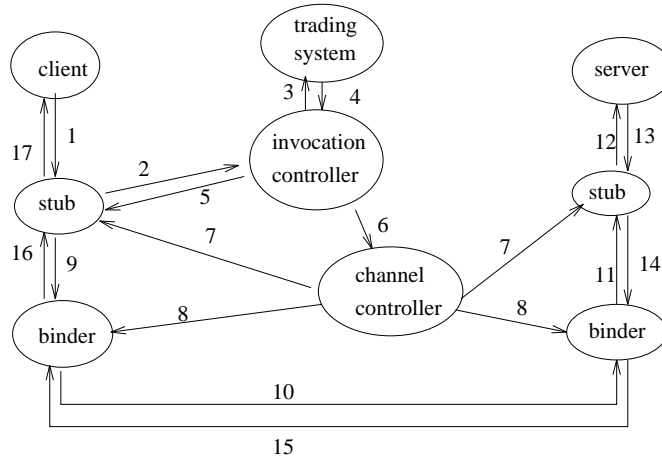 trading
system
client
server
3
4
1
17
2
12
13
invocation
controller
5
stub
stub
6
16
9
7
7
11
14
channel
controller
8
8
binder
binder
10
15